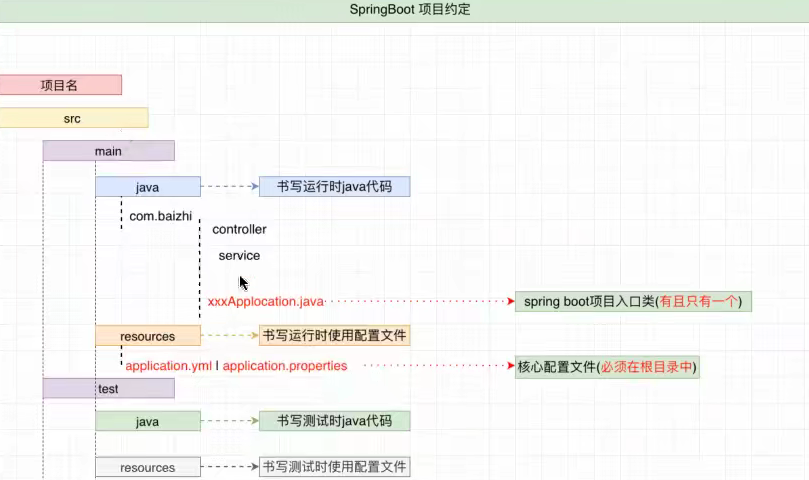 SpringBoot 项目约定
项目名
src
main
java 书写运行时java代码
com.baizhi
controller
service
xxxApplocation.java spring boot项目入口类(有且只有一个)
resources 书写运行时使用配置文件
application.yml | application.properties 核心配置文件(必须在根目录中)
test
java 书写测试时java代码
resources 书写测试时使用配置文件